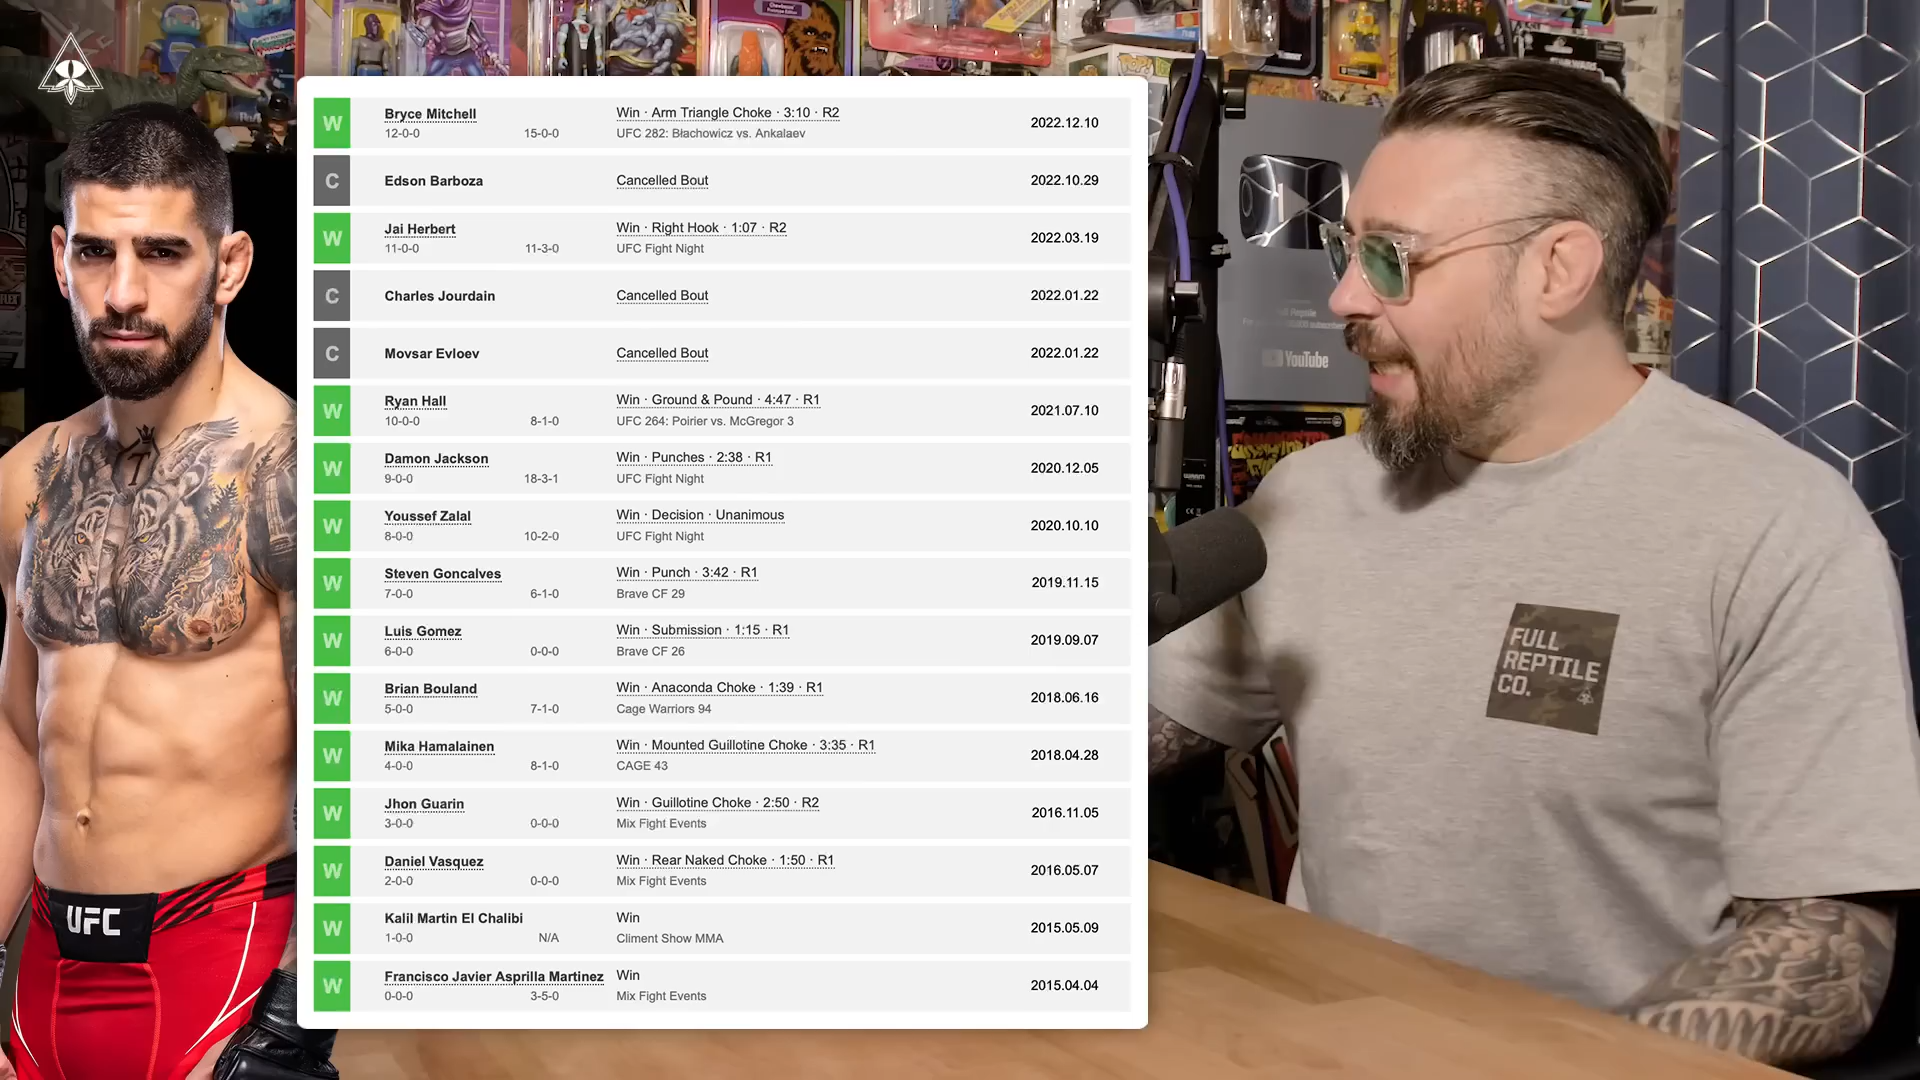 W
Bryce Mitchell
12-0-0 15-0-0
Win · Arm Triangle Choke · 3:10 · R2
UFC 282: Błachowicz vs. Ankalaev
2022.12.10
C
Edson Barboza
Cancelled Bout
2022.10.29
W
Jai Herbert
11-0-0 11-3-0
Win · Right Hook · 1:07 · R2
UFC Fight Night
2022.03.19
C
Charles Jourdain
Cancelled Bout
2022.01.22
C
Movsar Evloev
Cancelled Bout
2022.01.22
W
Ryan Hall
10-0-0 8-1-0
Win · Ground & Pound · 4:47 · R1
UFC 264: Poirier vs. McGregor 3
2021.07.10
W
Damon Jackson
9-0-0 18-3-1
Win · Punches · 2:38 · R1
UFC Fight Night
2020.12.05
W
Youssef Zalal
8-0-0 10-2-0
Win · Decision · Unanimous
UFC Fight Night
2020.10.10
W
Steven Goncalves
7-0-0 6-1-0
Win · Punch · 3:42 · R1
Brave CF 29
2019.11.15
W
Luis Gomez
6-0-0 0-0-0
Win · Submission · 1:15 · R1
Brave CF 26
2019.09.07
W
Brian Bouland
5-0-0 7-1-0
Win · Anaconda Choke · 1:39 · R1
Cage Warriors 94
2018.06.16
W
Mika Hamalainen
4-0-0 8-1-0
Win · Mounted Guillotine Choke · 3:35 · R1
CAGE 43
2018.04.28
W
Jhon Guarin
3-0-0 0-0-0
Win · Guillotine Choke · 2:50 · R2
Mix Fight Events
2016.11.05
W
Daniel Vasquez
2-0-0 0-0-0
Win · Rear Naked Choke · 1:50 · R1
Mix Fight Events
2016.05.07
W
Kalil Martin El Chalibi
1-0-0 N/A
Win
Climent Show MMA
2015.05.09
W
Francisco Javier Asprilla Martinez
0-0-0 3-5-0
Win
Mix Fight Events
2015.04.04
UFC
YouTube
FULL
REPTILE
CO.